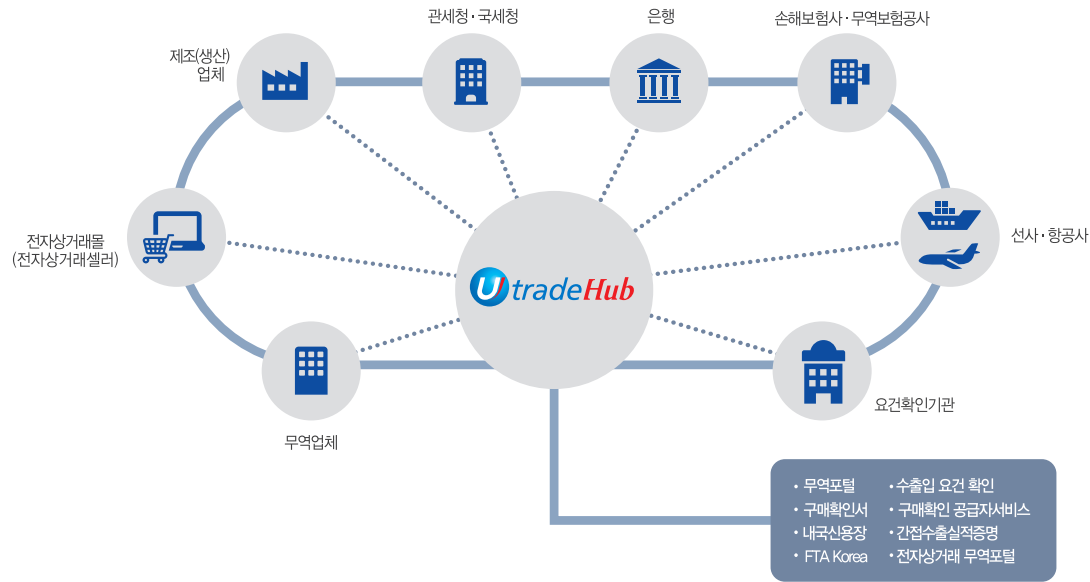 관세청·국세청
은행
손해보험사·무역보험공사
제조(생산)
업체
전자상거래몰
(전자상거래셀러)
선사·항공사
U tradeHub
무역업체
요건확인기관
• 무역포털
• 구매확인서
• 내국신용장
• FTA Korea
• 수출입 요건 확인
• 구매확인 공급자서비스
• 간접수출실적증명
• 전자상거래 무역포털